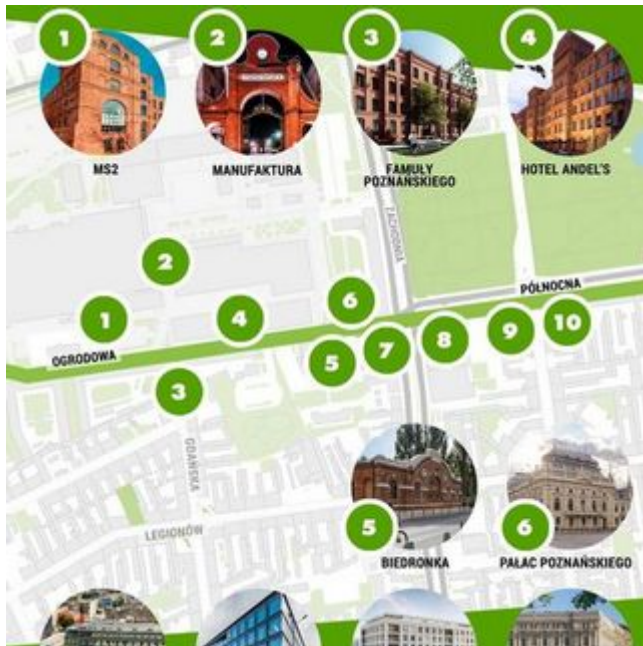 1
2
3
4
MS2
MANUFAKTURA
FAMUŁY
POZNAŃSKIEGO
HOTEL ANDEL'S
ZACHODNIA
2
PÓŁNOCNA
6
1
4
10
9
8
7
5
OGRODOWA
3
GDAŃSKA
LEGIONÓW
5
6
BIEDRONKA
PAŁAC POZNAŃSKIEGO